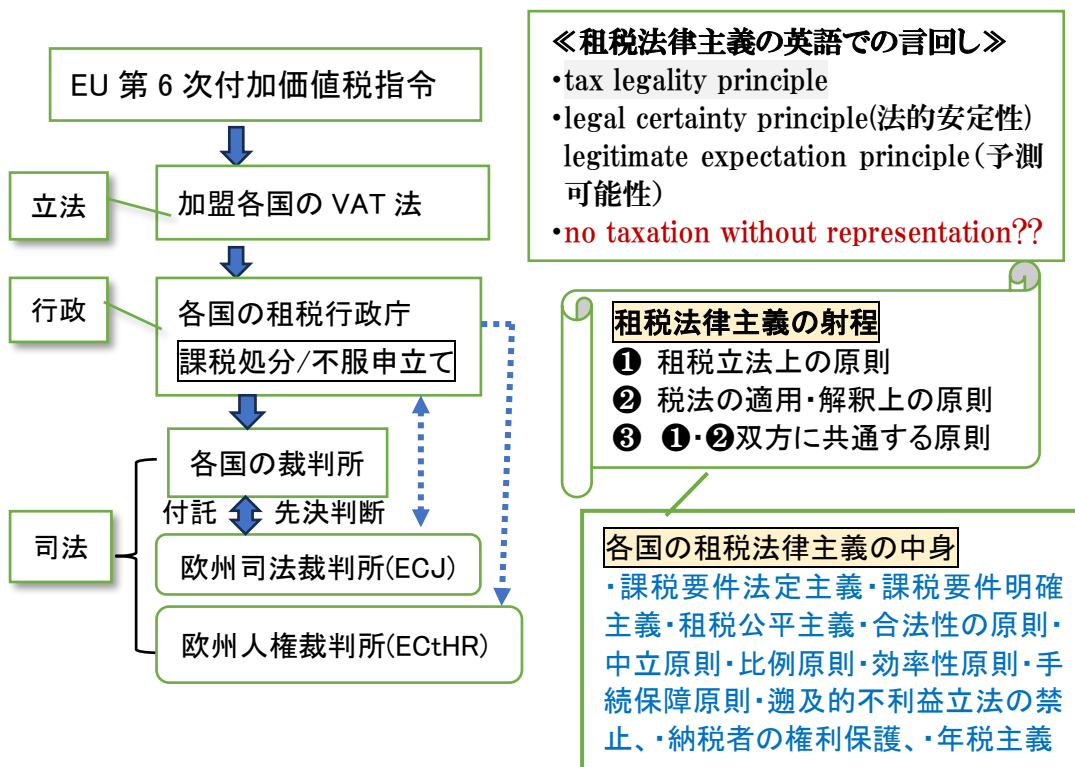 EU 第 6 次付加価値税指令
立法
加盟各国の VAT 法
行政
各国の租税行政庁
課税処分/不服申立て
各国の裁判所
付託 先決判断
司法
欧州司法裁判所(ECJ)
欧州人権裁判所(ECtHR)
≪租税法律主義の英語での言回し≫
・tax legality principle
・legal certainty principle(法的安定性)
legitimate expectation principle(予測
可能性)
・no taxation without representation??
租税法律主義の射程
❶ 租税立法上の原則
❷ 税法の適用・解釈上の原則
❸ ❶・❷双方に共通する原則
各国の租税法律主義の中身
・課税要件法定主義・課税要件明確
主義・租税公平主義・合法性の原則・
中立原則・比例原則・効率性原則・手
続保障原則・遡及的不利益立法の禁
止、・納税者の権利保護、・年税主義